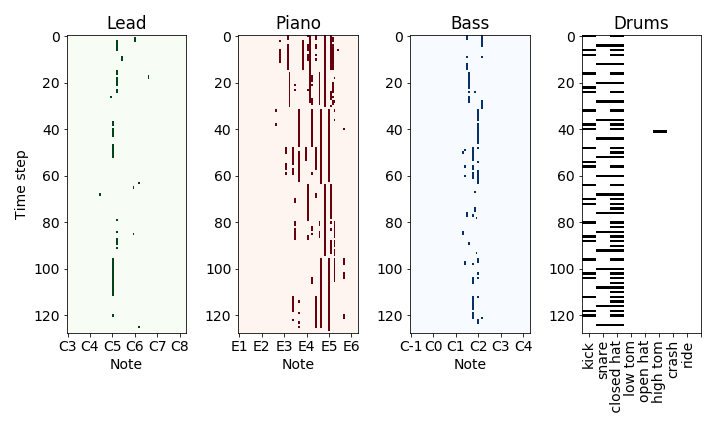 Lead Piano Bass Drums
0 0 0 0
20 20 20 20
40 40 40 40
60 60 60 60
80 80 80 80
100 100 100 100
120 120 120 120
Time step
C3 C4 C5 C6 C7 C8
E1 E2 E3 E4 E5 E6
C-1 C0 C1 C2 C3 C4
kick
snare
closed hat
low tom
open hat
high tom
crash
ride
Note Note Note